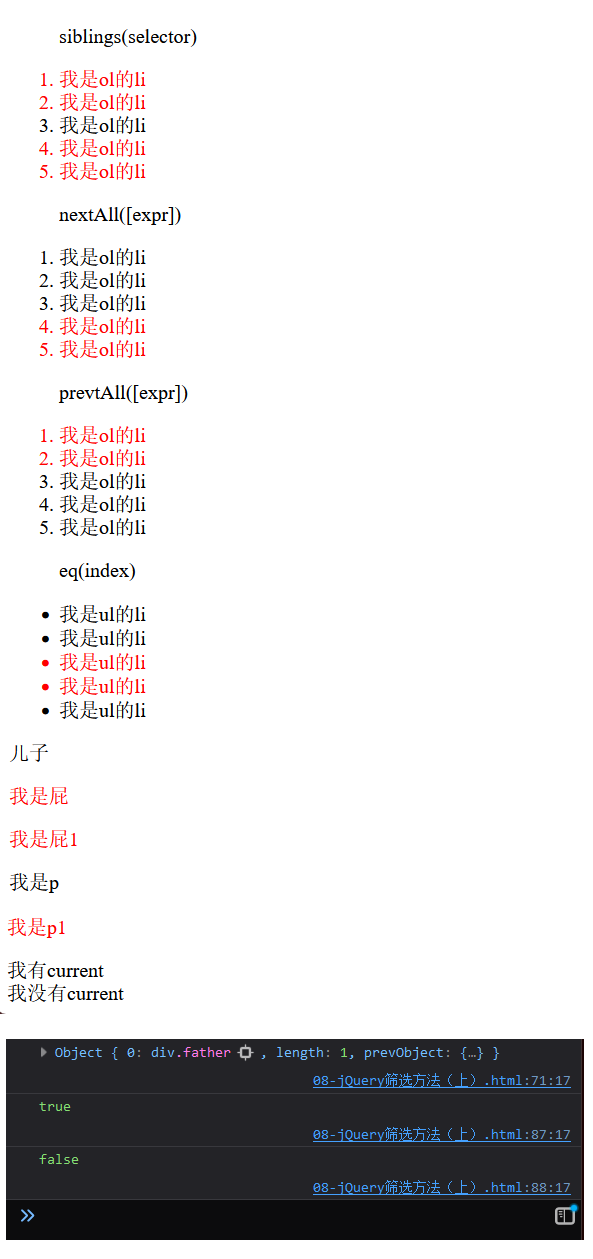 siblings(selector)
1. 我是ol的li
2. 我是ol的li
3. 我是ol的li
4. 我是ol的li
5. 我是ol的li
nextAll([expr])
1. 我是ol的li
2. 我是ol的li
3. 我是ol的li
4. 我是ol的li
5. 我是ol的li
prevtAll([expr])
1. 我是ol的li
2. 我是ol的li
3. 我是ol的li
4. 我是ol的li
5. 我是ol的li
eq(index)
• 我是ul的li
• 我是ul的li
• 我是ul的li
• 我是ul的li
• 我是ul的li
儿子
我是屁
我是屁1
我是p
我是p1
我有current
我没有current
Object { 0: div.father , length: 1, prevObject: {…} }
08-jQuery筛选方法（上）.html:71:17
true
08-jQuery筛选方法（上）.html:87:17
false
08-jQuery筛选方法（上）.html:88:17